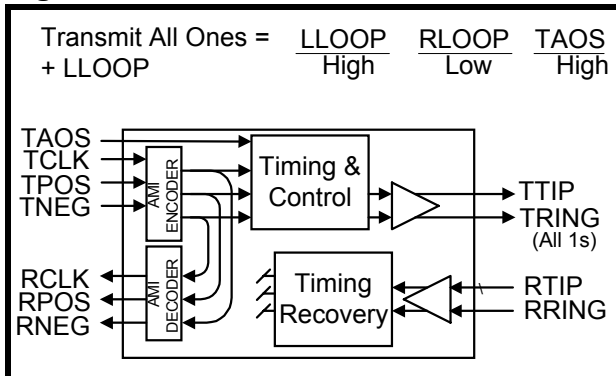 Transmit All Ones = LLOOP RLOOP TAOS
+ LLOOP High Low High
TAOS
TCLK
TPOS
TNEG
AMI
ENCODER
Timing &
Control
TTIP
TRING
(All 1s)
RCLK
RPOS
RNEG
AMI
DECODER
Timing
Recovery
RTIP
RRING